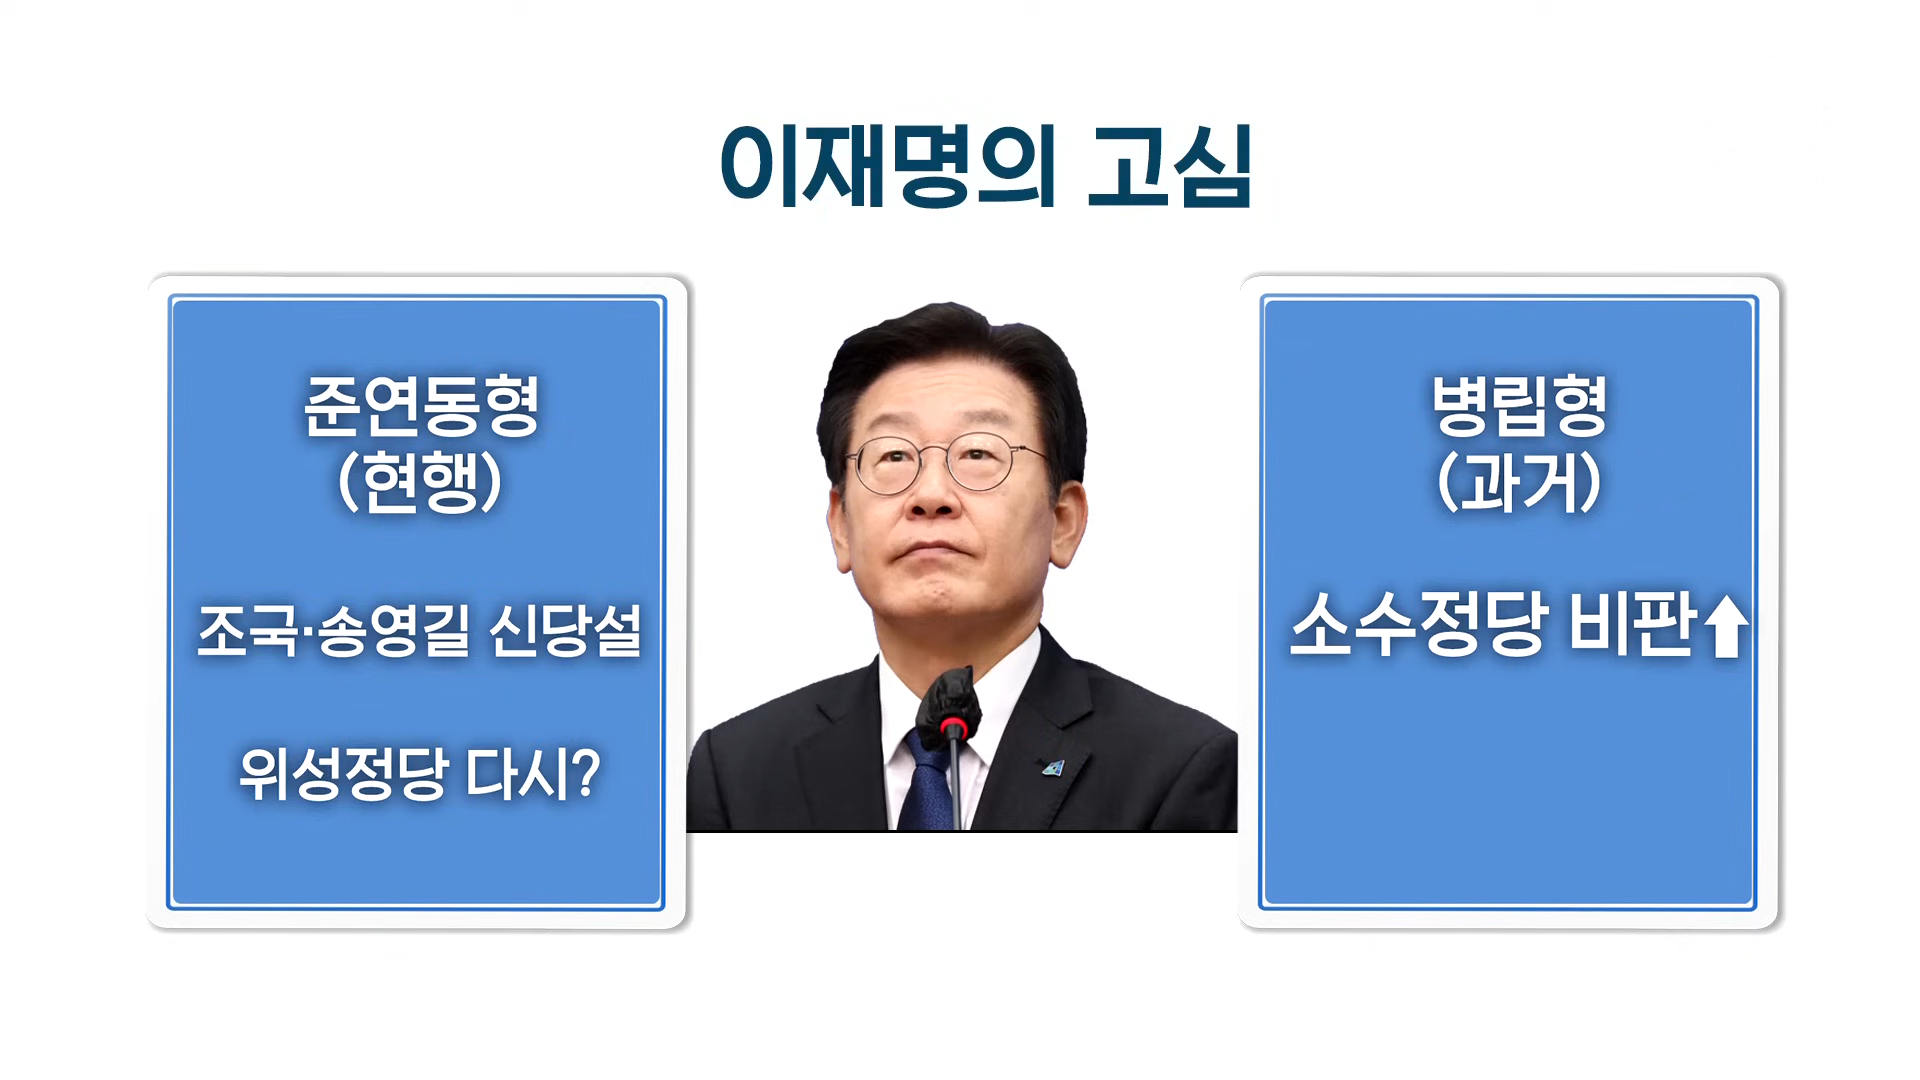 이재명의 고심
준연동형
(현행)
조국·송영길 신당설
위성정당 다시?
병립형
(과거)
소수정당 비판⬆